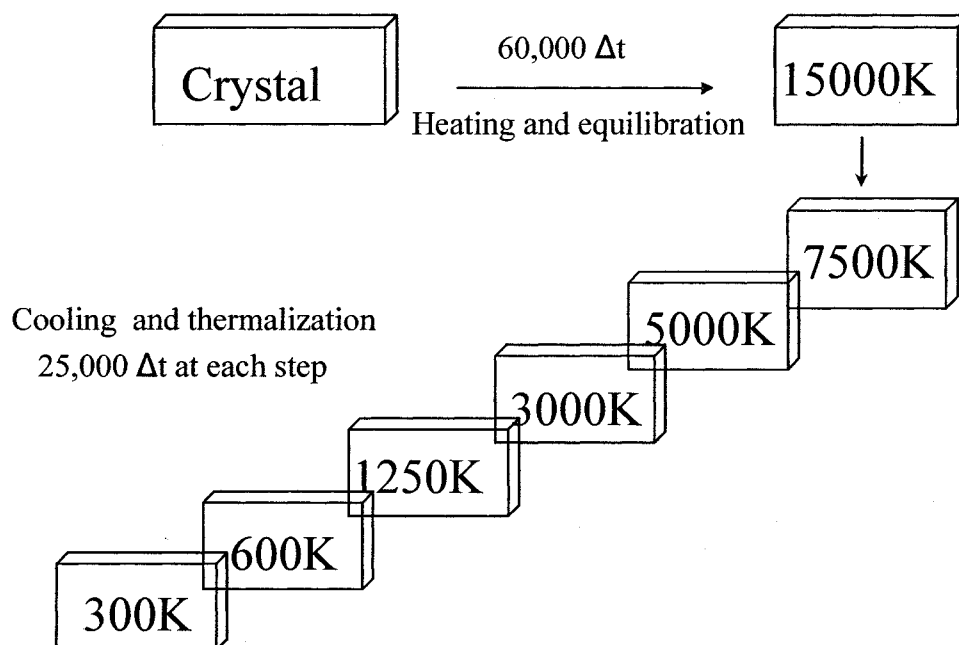 Crystal
60,000 Δt
Heating and equilibration
15000K
7500K
5000K
Cooling and thermalization
25,000 Δt at each step
3000K
1250K
600K
300K